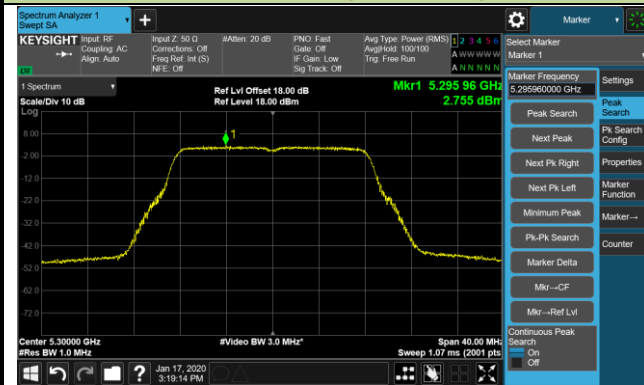 Spectrum Analyzer 1
Swept SA
+
Marker
KEYSIGHT
Input: RF
Coupling: AC
Align: Auto
Input Z: 50 Ω
Corrections: Off
Freq Ref: Int (S)
NFE: Off
#Atten: 20 dB
PNO: Fast
Gate: Off
IF Gain: Low
Sig Track: Off
Avg Type: Power (RMS)
Avg|Hold: 100/100
Trig: Free Run
1 2 3 4 5 6
A W W W W W
A N N N N N
LV
Select Marker
Marker 1
1 Spectrum
Scale/Div 10 dB
Log
Ref Lvl Offset 18.00 dB
Ref Level 18.00 dBm
Mkr1 5.295 96 GHz
2.755 dBm
Marker Frequency
5.295960000 GHz
Peak Search
Next Peak
Next Pk Right
Next Pk Left
Minimum Peak
Pk-Pk Search
Marker Delta
Mkr→CF
Mkr→Ref Lvl
Continuous Peak
Search
On
Off
Settings
Peak
Search
Pk Search
Config
Properties
Marker
Function
Marker→
Counter
8.00
-2.00
-12.0
-22.0
-32.0
-42.0
-52.0
-62.0
-72.0
1
Center 5.30000 GHz
#Res BW 1.0 MHz
#Video BW 3.0 MHz*
Span 40.00 MHz
Sweep 1.07 ms (2001 pts)
?
Jan 17, 2020
3:19:14 PM